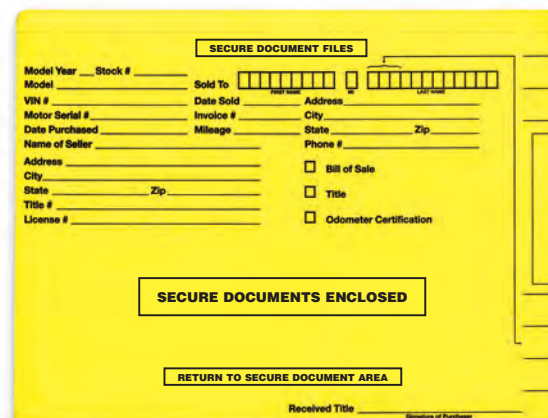 SECURE DOCUMENT FILES
Model Year Stock #
Model
Sold To
FIRST NAME MI LAST NAME
VIN # Date Sold Address
Motor Serial # Invoice # City
Date Purchased Mileage State Zip
Name of Seller Phone #
Address
Bill of Sale
City
State Zip
Title
Title #
License # Odometer Certification
SECURE DOCUMENTS ENCLOSED
RETURN TO SECURE DOCUMENT AREA
Received Title
Signature of Purchaser